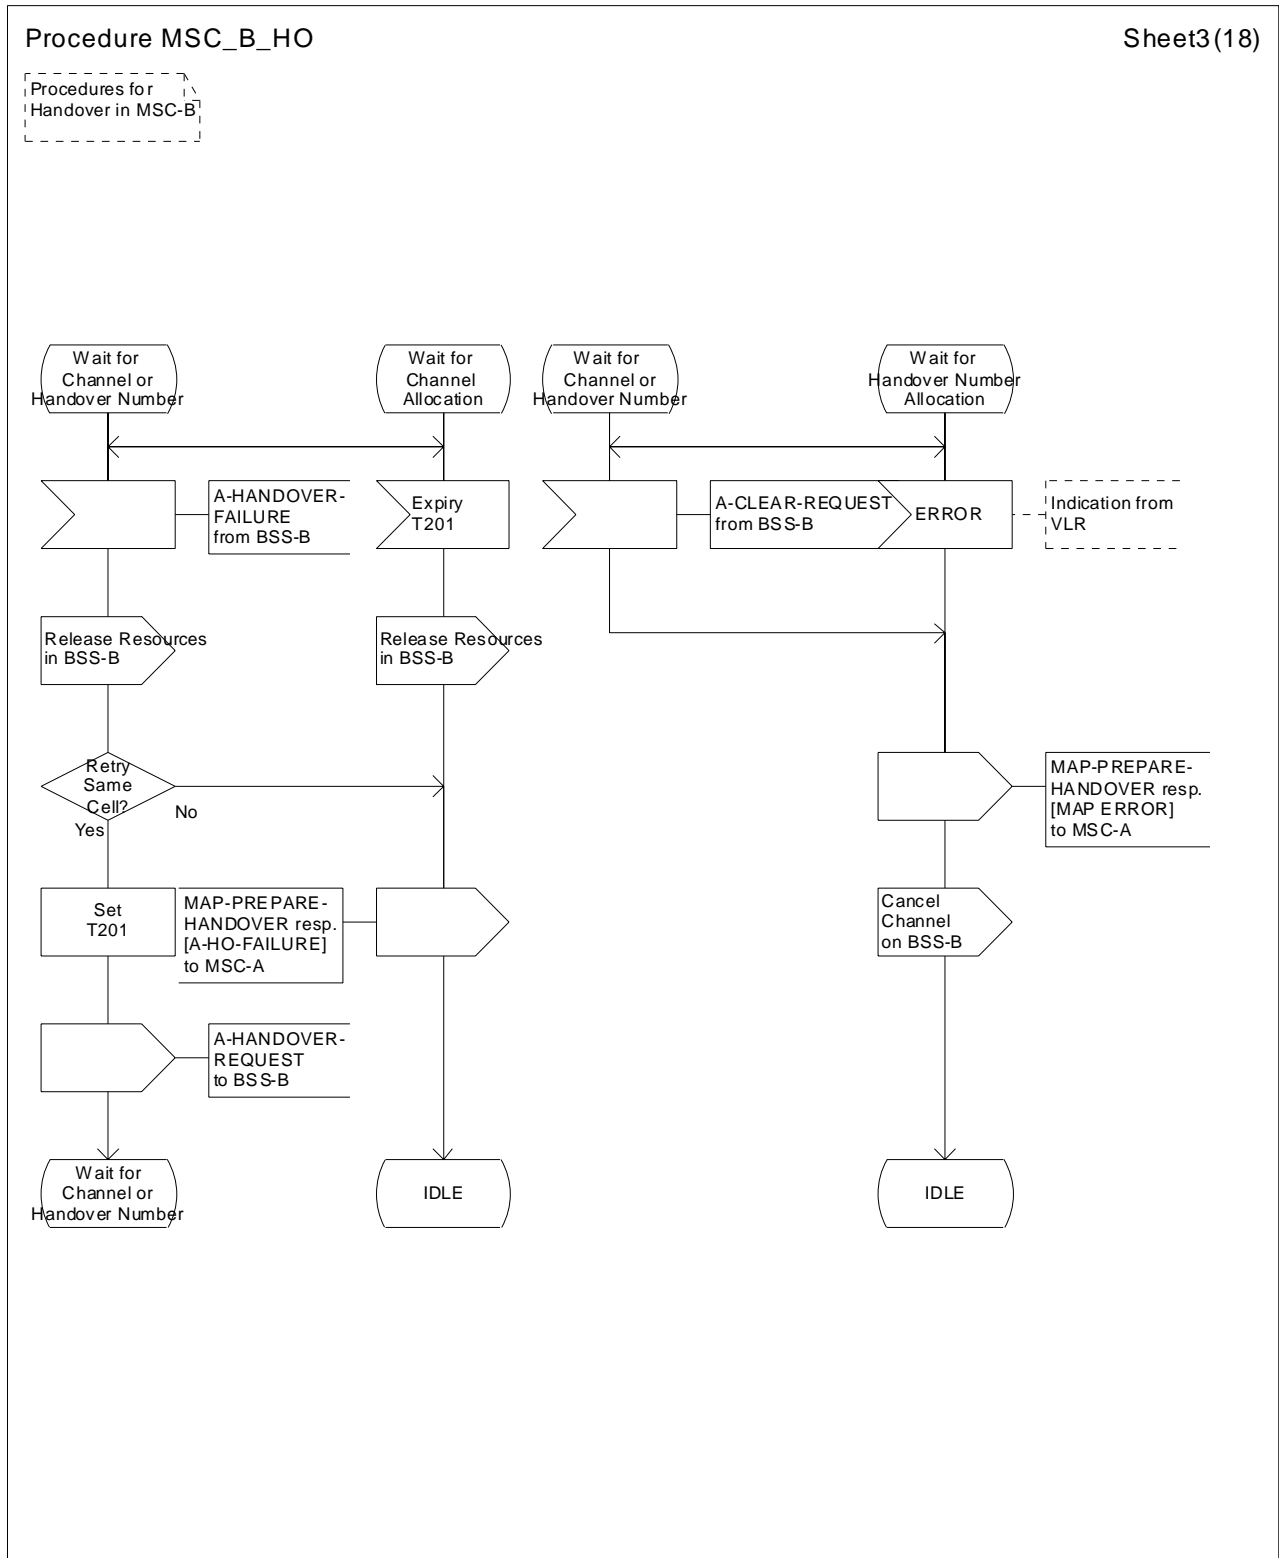 Procedure MSC_B_HO
Sheet3(18)
Procedures for
Handover in MSC-B
Wait for
Channel or
Handover Number
Wait for
Channel
Allocation
Wait for
Channel or
Handover Number
Wait for
Handover Number
Allocation
A-HANDOVER-
FAILURE
from BSS-B
Expiry
T201
A-CLEAR-REQUEST
from BSS-B
ERROR
Indication from
VLR
Release Resources
in BSS-B
Release Resources
in BSS-B
Retry
Same
Cell?
No
Yes
MAP-PREPARE-
HANDOVER resp.
[MAP ERROR]
to MSC-A
Set
T201
MAP-PREPARE-
HANDOVER resp.
[A-HO-FAILURE]
to MSC-A
Cancel
Channel
on BSS-B
A-HANDOVER-
REQUEST
to BSS-B
Wait for
Channel or
Handover Number
IDLE
IDLE